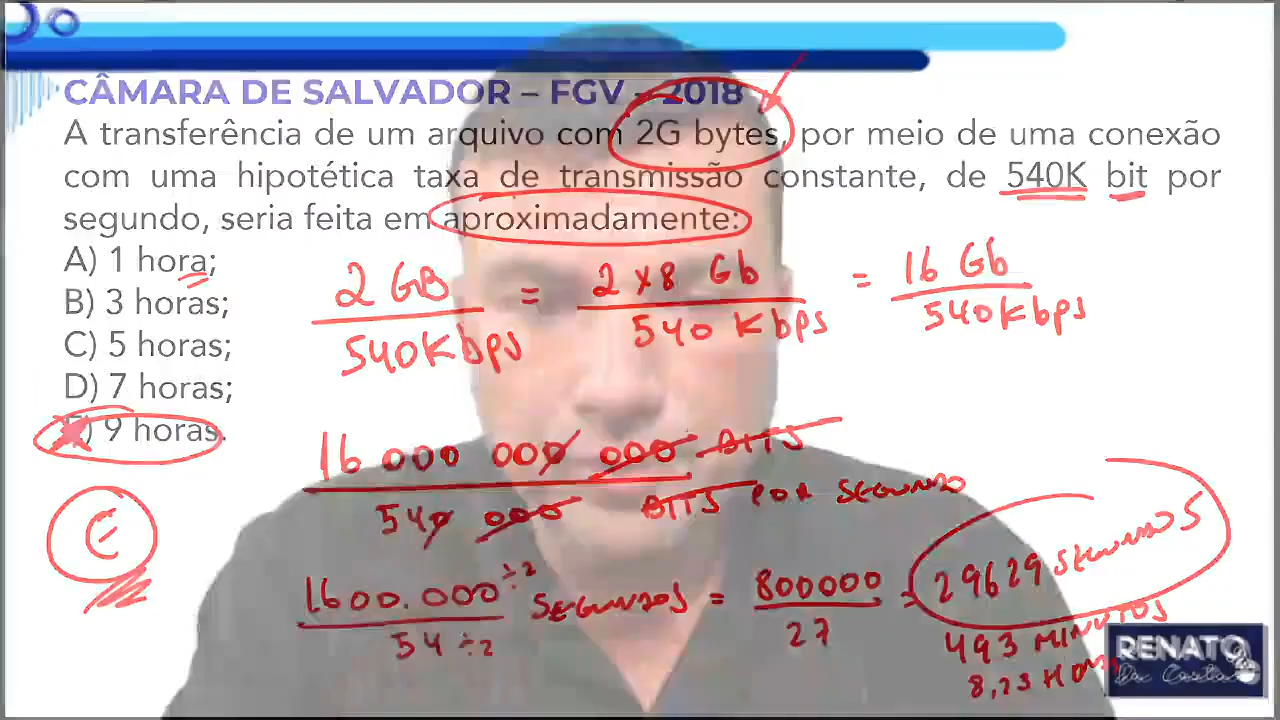 CÂMARA DE SALVADOR – FGV – 2018
A transferência de um arquivo com 2G bytes, por meio de uma conexão
com uma hipotética taxa de transmissão constante, de 540K bit por
segundo, seria feita em aproximadamente:
A) 1 hora;
B) 3 horas;
C) 5 horas;
D) 7 horas;
E) 9 horas.
2 GB = 2 x 8 Gb = 16 Gb
540Kbps 540 Kbps 540Kbps
16 000 000 000 BITS
540 000 BITS POR SEGUNDO
E
1600.000 ÷2 SEGUNDOS = 800000 = 29629 SEGUNDOS
54 ÷2 27
493 MINUTOS
8,23 HORAS
RENATO
Da Costa